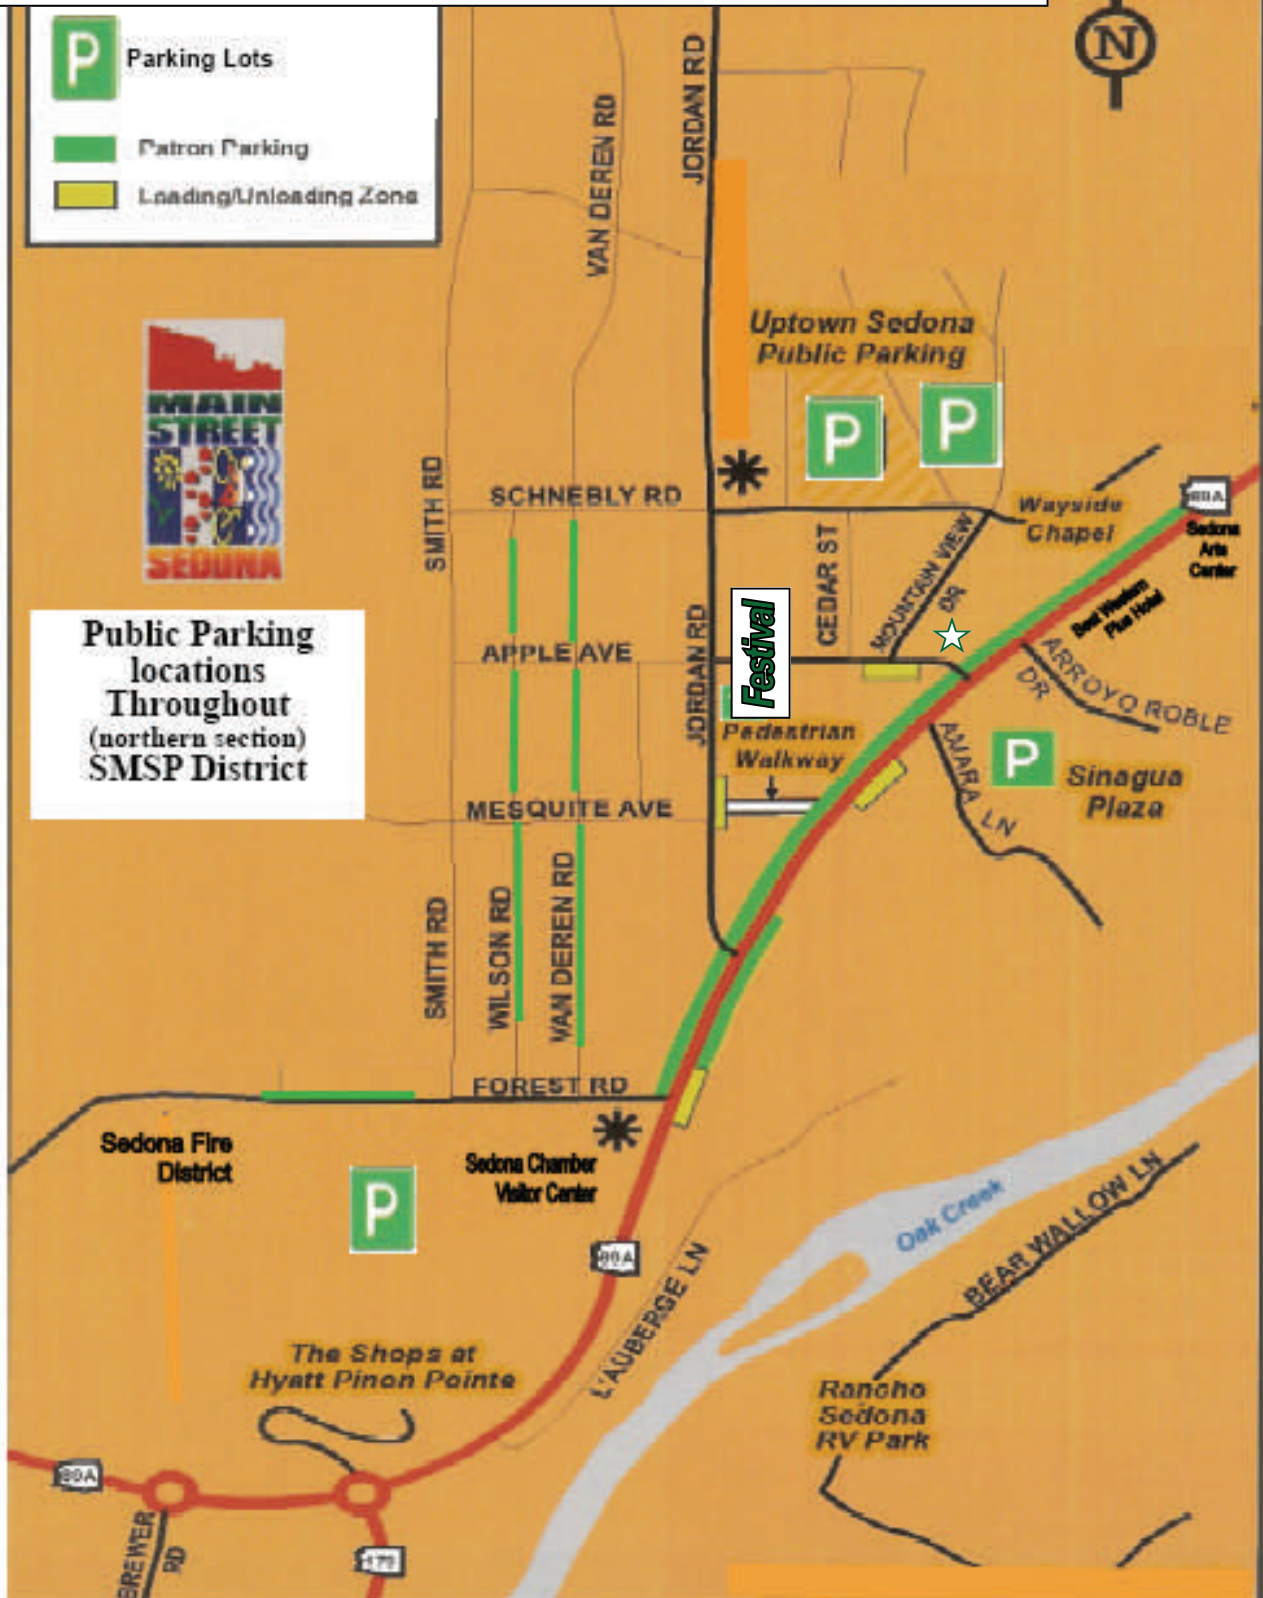 N
P
Parking Lots
Patron Parking
Loading/Unloading Zone
JORDAN RD
VAN DEREN RD
Uptown Sedona
Public Parking
P
P
MAIN
STREET
SEDONA
SMITH RD
SCHNEBLY RD
Wayside
Chapel
89A
Sedona
Arts
Center
CEDAR ST
MOUNTAIN VIEW
DR
Best Western
Plus Hotel
Public Parking
locations
Throughout
(northern section)
SMSP District
APPLE AVE
JORDAN RD
Festival
ARROYO ROBLE
DR
Pedestrian
Walkway
AMARA LN
P
Sinagua
Plaza
MESQUITE AVE
SMITH RD
WILSON RD
VAN DEREN RD
FOREST RD
Sedona Fire
District
P
Sedona Chamber
Visitor Center
89A
L'AUBERGE LN
Oak Creek
BEAR WALLOW LN
The Shops at
Hyatt Pinon Pointe
Rancho
Sedona
RV Park
89A
BREWER
RD
179